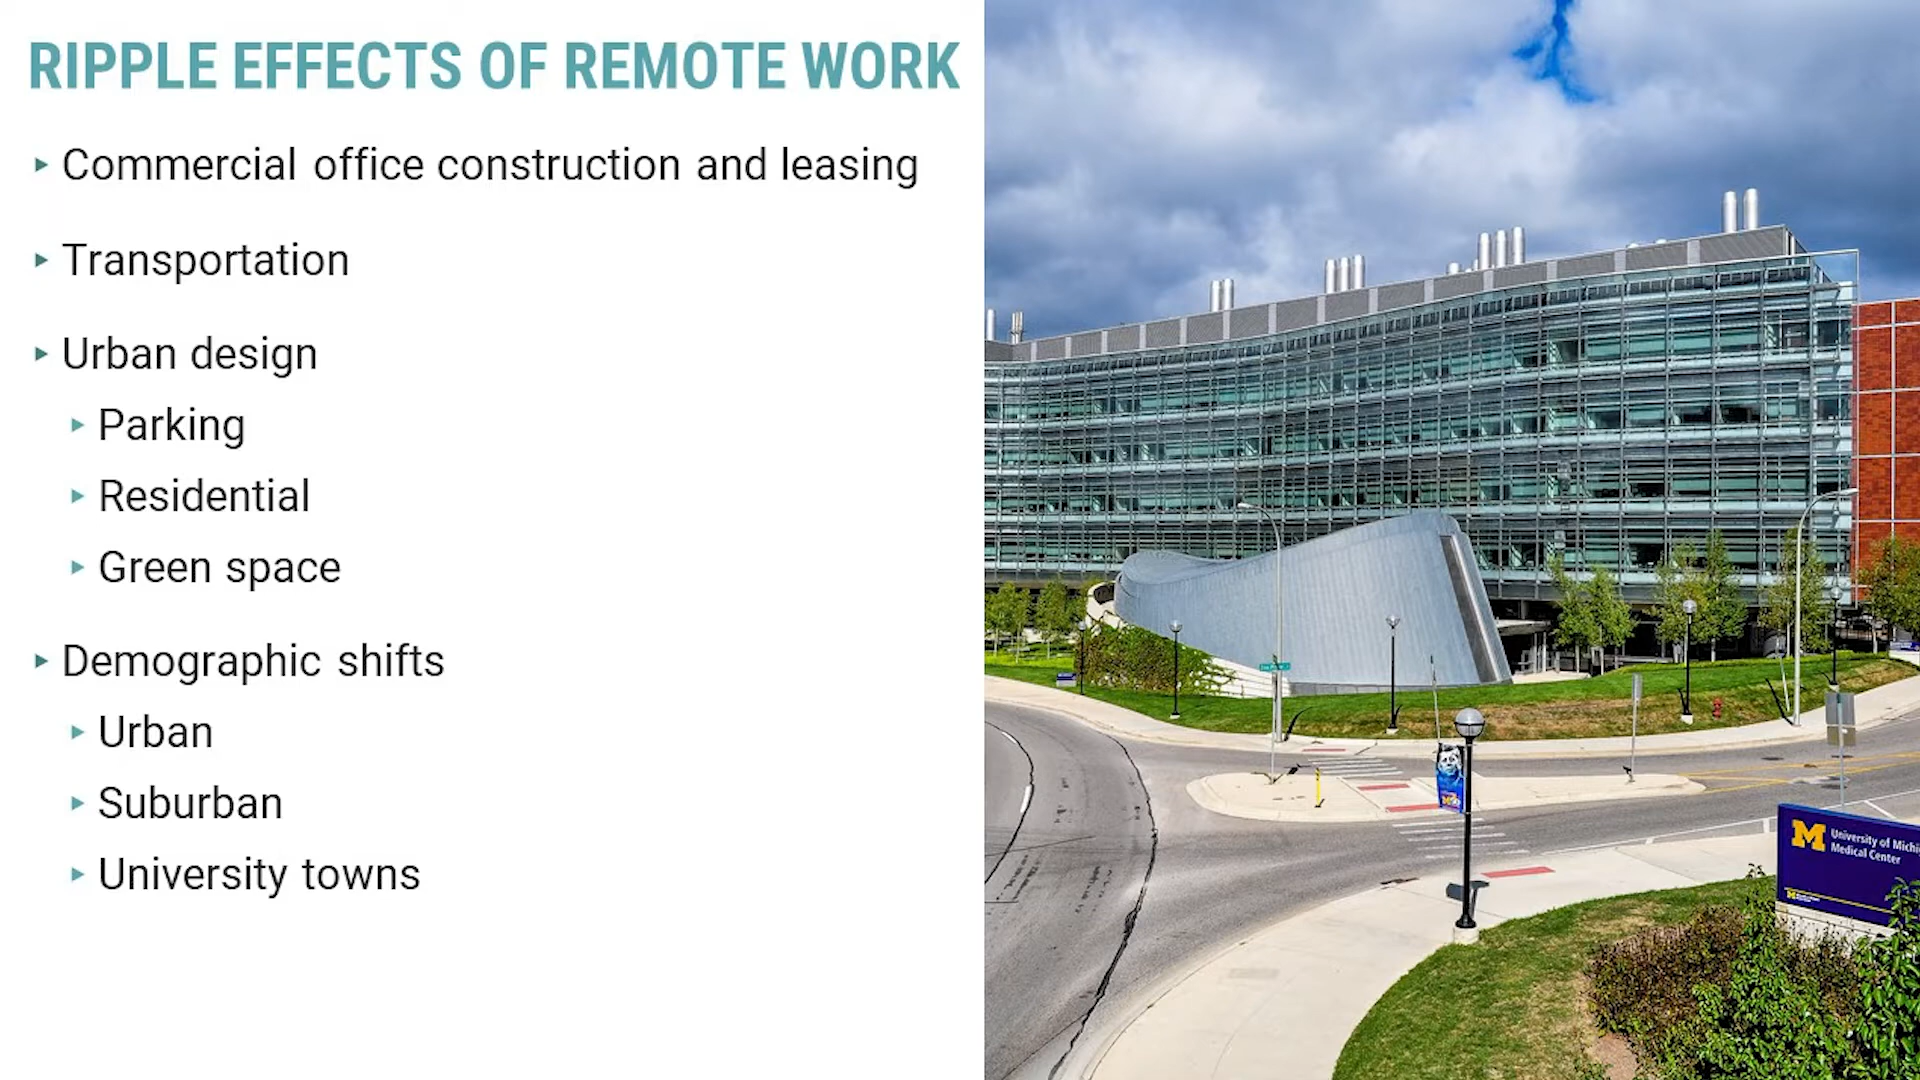 RIPPLE EFFECTS OF REMOTE WORK
▸ Commercial office construction and leasing
▸ Transportation
▸ Urban design
▸ Parking
▸ Residential
▸ Green space
▸ Demographic shifts
▸ Urban
▸ Suburban
▸ University towns
M University of Michi
Medical Center